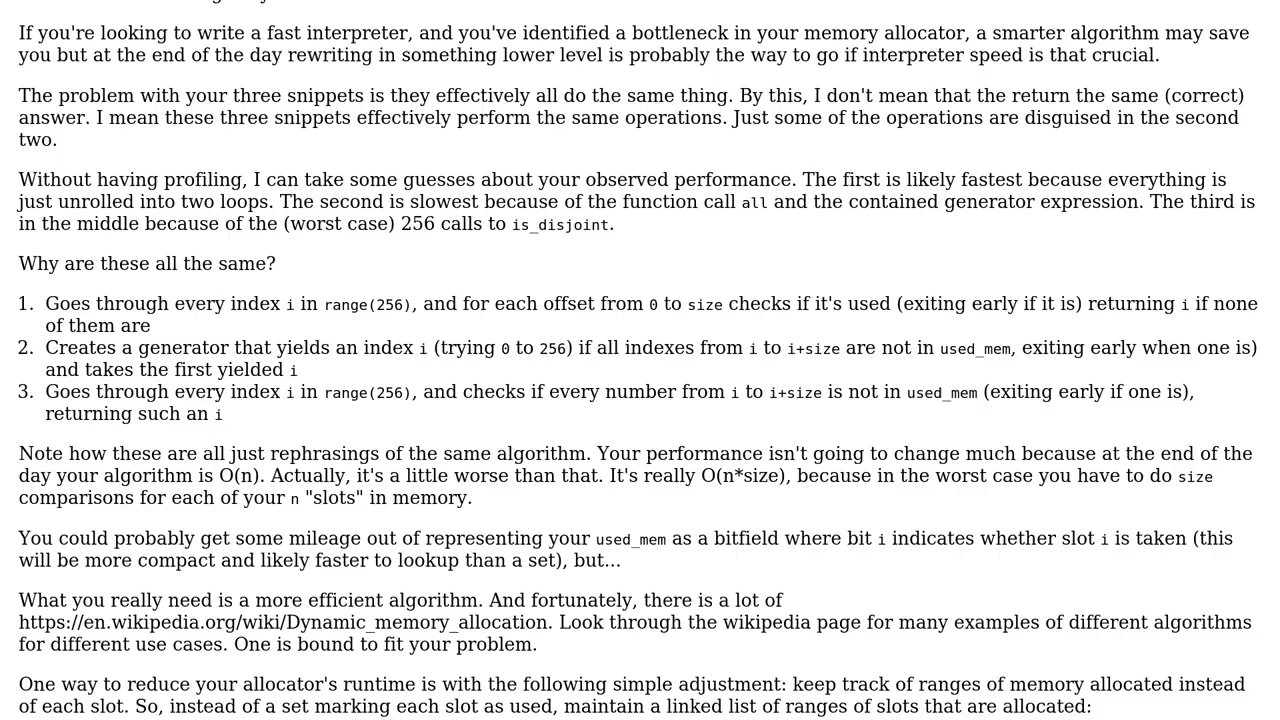 If you're looking to write a fast interpreter, and you've identified a bottleneck in your memory allocator, a smarter algorithm may save
you but at the end of the day rewriting in something lower level is probably the way to go if interpreter speed is that crucial.
The problem with your three snippets is they effectively all do the same thing. By this, I don't mean that the return the same (correct)
answer. I mean these three snippets effectively perform the same operations. Just some of the operations are disguised in the second
two.
Without having profiling, I can take some guesses about your observed performance. The first is likely fastest because everything is
just unrolled into two loops. The second is slowest because of the function call all and the contained generator expression. The third is
in the middle because of the (worst case) 256 calls to is_disjoint.
Why are these all the same?
1. Goes through every index i in range(256), and for each offset from 0 to size checks if it's used (exiting early if it is) returning i if none
of them are
2. Creates a generator that yields an index i (trying 0 to 256) if all indexes from i to i+size are not in used_mem, exiting early when one is)
and takes the first yielded i
3. Goes through every index i in range(256), and checks if every number from i to i+size is not in used_mem (exiting early if one is),
returning such an i
Note how these are all just rephrasings of the same algorithm. Your performance isn't going to change much because at the end of the
day your algorithm is O(n). Actually, it's a little worse than that. It's really O(n*size), because in the worst case you have to do size
comparisons for each of your n "slots" in memory.
You could probably get some mileage out of representing your used_mem as a bitfield where bit i indicates whether slot i is taken (this
will be more compact and likely faster to lookup than a set), but...
What you really need is a more efficient algorithm. And fortunately, there is a lot of
https://en.wikipedia.org/wiki/Dynamic_memory_allocation. Look through the wikipedia page for many examples of different algorithms
for different use cases. One is bound to fit your problem.
One way to reduce your allocator's runtime is with the following simple adjustment: keep track of ranges of memory allocated instead
of each slot. So, instead of a set marking each slot as used, maintain a linked list of ranges of slots that are allocated: